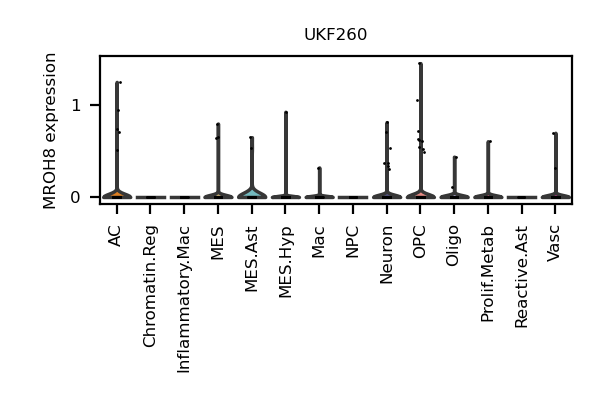 UKF260
MROH8 expression
1
0
AC
Chromatin.Reg
Inflammatory.Mac
MES
MES.Ast
MES.Hyp
Mac
NPC
Neuron
OPC
Oligo
Prolif.Metab
Reactive.Ast
Vasc